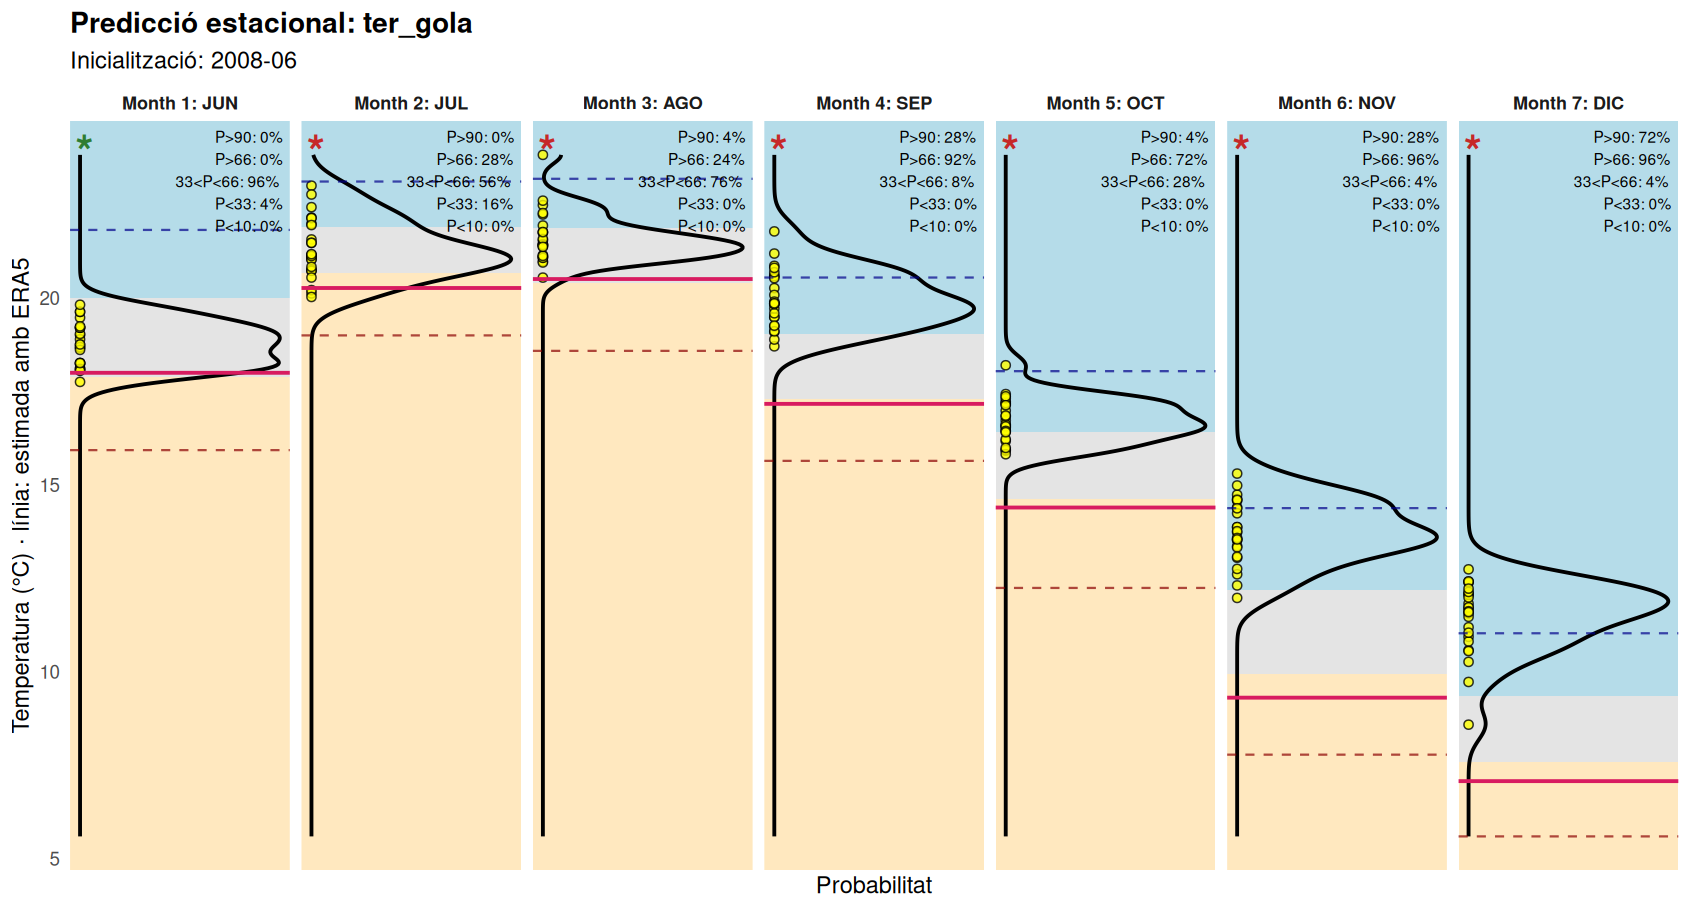 Predicció estacional: ter_gola
Inicialització: 2008-06
Month 1: JUN
Month 2: JUL
Month 3: AGO
Month 4: SEP
Month 5: OCT
Month 6: NOV
Month 7: DIC
*
P>90: 0%
P>66: 0%
33<P<66: 96%
P<33: 4%
P<10: 0%
*
P>90: 0%
P>66: 28%
33<P<66: 56%
P<33: 16%
P<10: 0%
*
P>90: 4%
P>66: 24%
33<P<66: 76%
P<33: 0%
P<10: 0%
*
P>90: 28%
P>66: 92%
33<P<66: 8%
P<33: 0%
P<10: 0%
*
P>90: 4%
P>66: 72%
33<P<66: 28%
P<33: 0%
P<10: 0%
*
P>90: 28%
P>66: 96%
33<P<66: 4%
P<33: 0%
P<10: 0%
*
P>90: 72%
P>66: 96%
33<P<66: 4%
P<33: 0%
P<10: 0%
Temperatura (°C) · línia: estimada amb ERA5
20
15
10
5
Probabilitat